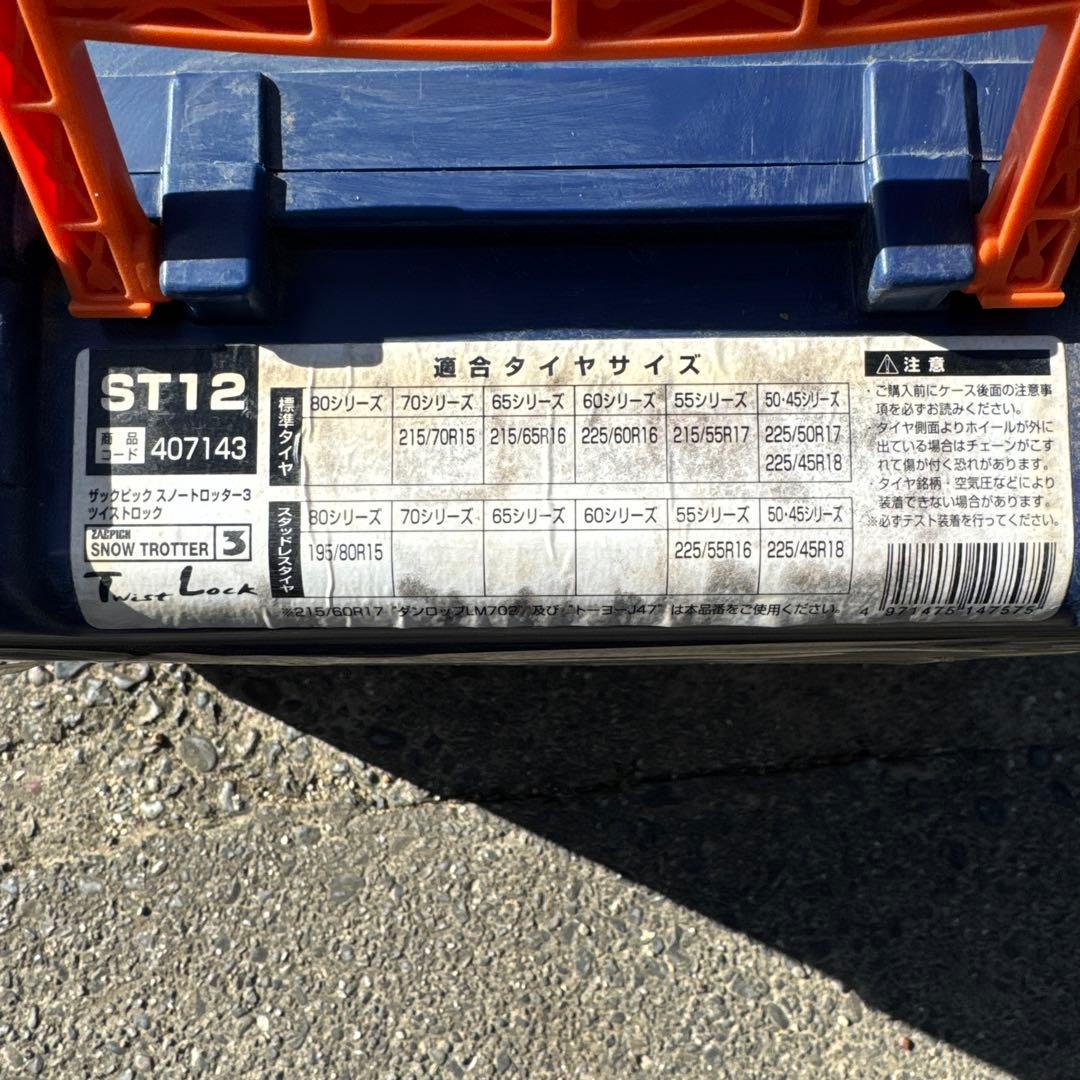 ST12
商品コード 407143
ザックピック スノートロッター3
ツイストロック
ZACPICH
SNOW TROTTER 3
Twist Lock
適合タイヤサイズ
標準タイヤ
80シリーズ 70シリーズ 65シリーズ 60シリーズ 55シリーズ 50·45シリーズ
215/70R15 215/65R16 225/60R16 215/55R17 225/50R17
225/45R18
スタッドレスタイヤ
80シリーズ 70シリーズ 65シリーズ 60シリーズ 55シリーズ 50·45シリーズ
195/80R15 225/55R16 225/45R18
※215/60R17 "ダンロップLM702" 及び "トーヨーJ47" は本品番をご使用ください。
注意
・ご購入前にケース後面の注意事
項を必ずお読みください。
・タイヤ側面よりホイールが外に
出ている場合はチェーンがこす
れて傷が付く恐れがあります。
・タイヤ銘柄・空気圧などにより
装着できない場合があります。
※必ずテスト装着を行ってください。
4 971475 147575